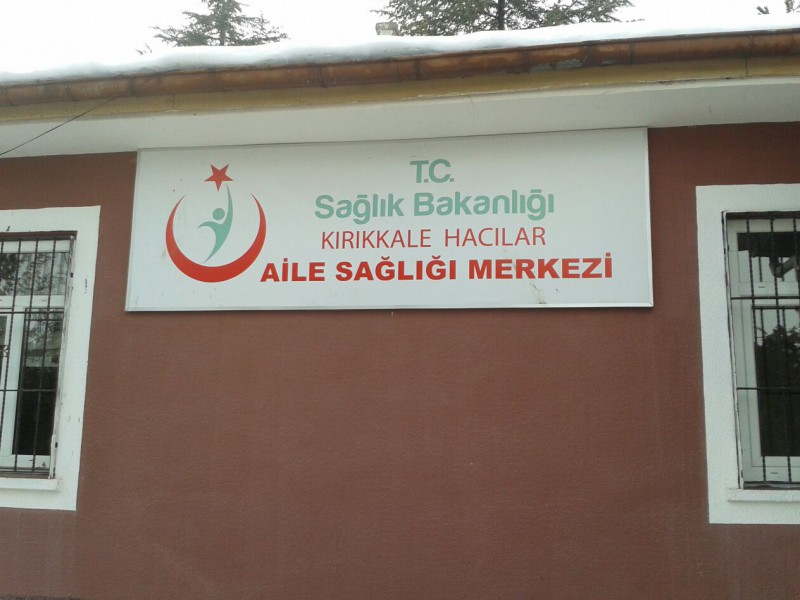 T.C.
Sağlık Bakanlığı
KIRIKKALE HACILAR
AİLE SAĞLIĞI MERKEZİ